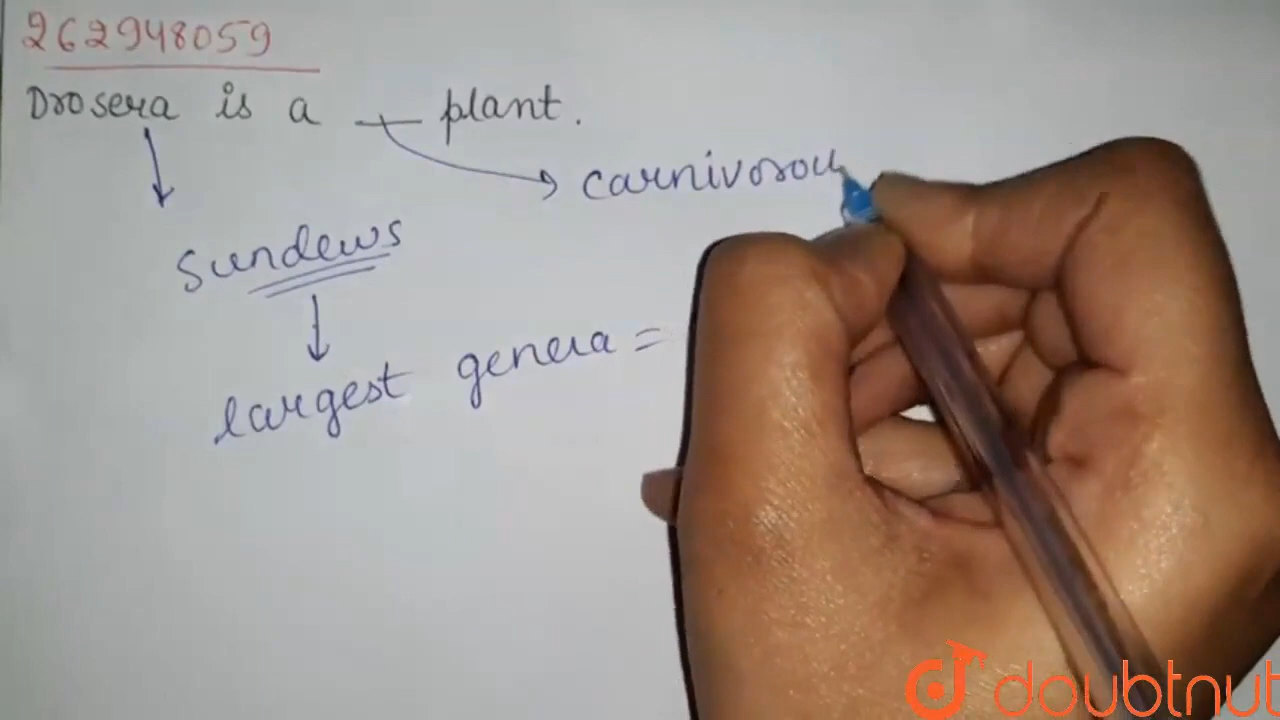 262948059
Drosera is a — plant.
carnivorou
Sundews
largest genera =
doubtnut